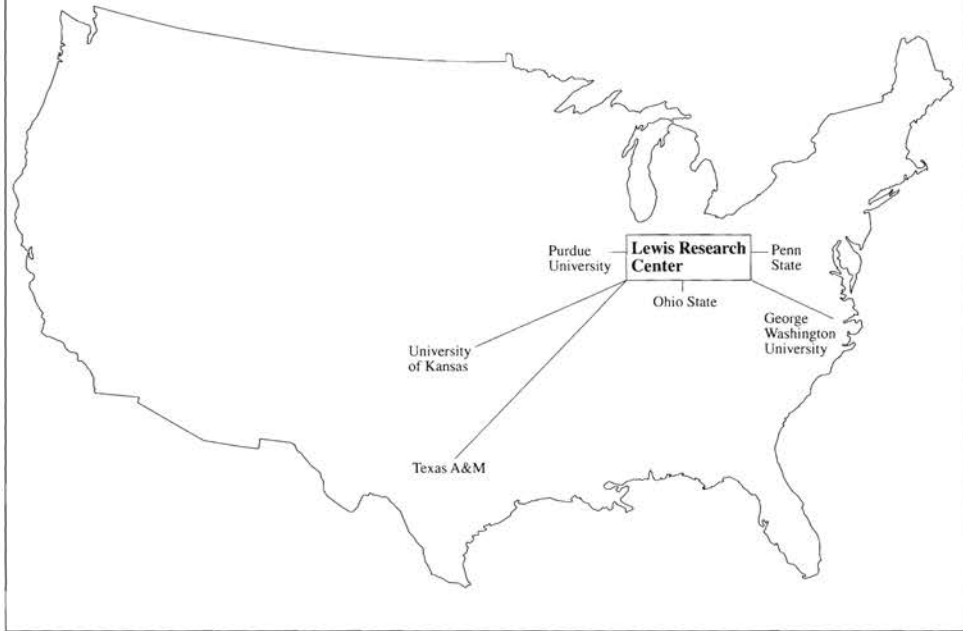 Purdue
University
Lewis Research
Center
Penn
State
Ohio State
George
Washington
University
University
of Kansas
Texas A&M